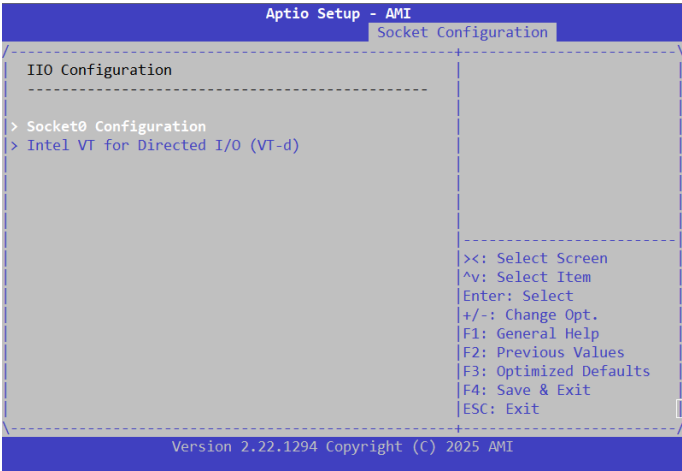 Aptio Setup - AMI
Socket Configuration
IIO Configuration
> Socket0 Configuration
> Intel VT for Directed I/O (VT-d)
><: Select Screen
^v: Select Item
Enter: Select
+/-: Change Opt.
F1: General Help
F2: Previous Values
F3: Optimized Defaults
F4: Save & Exit
ESC: Exit
Version 2.22.1294 Copyright (C) 2025 AMI